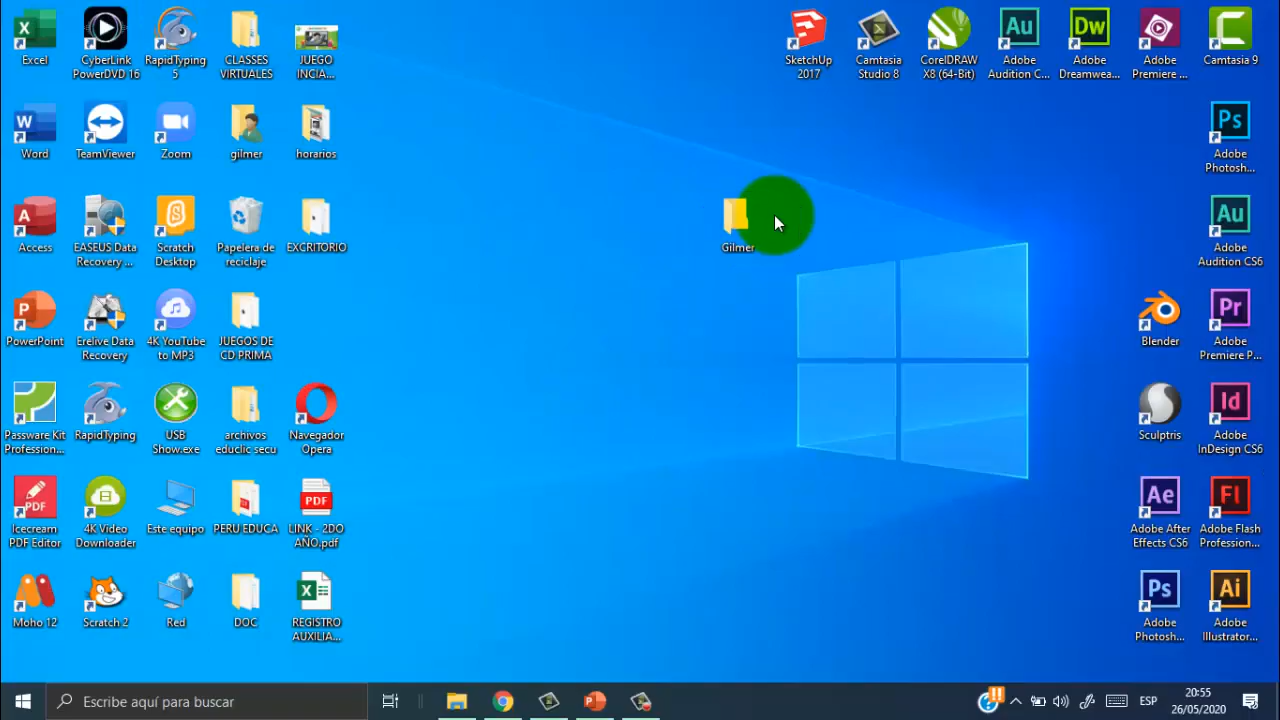 Excel
CyberLink
PowerDVD 16
RapidTyping
5
CLASSES
VIRTUALES
JUEGO
INCIA...
SketchUp
2017
Camtasia
Studio 8
CorelDRAW
X8 (64-Bit)
Adobe
Audition C...
Adobe
Dreamwea...
Adobe
Premiere ...
Camtasia 9
Word
TeamViewer
Zoom
gilmer
horarios
Adobe
Photosh...
Access
EASEUS Data
Recovery ...
Scratch
Desktop
Papelera de
reciclaje
EXCRITORIO
Gilmer
Adobe
Audition CS6
PowerPoint
Erelive Data
Recovery
4K YouTube
to MP3
JUEGOS DE
CD PRIMA
Blender
Adobe
Premiere P...
Passware Kit
Profession...
RapidTyping
USB
Show.exe
archivos
educlic secu
Navegador
Opera
Sculptris
Adobe
InDesign CS6
Icecream
PDF Editor
4K Video
Downloader
Este equipo
PERU EDUCA
LINK - 2DO
AÑO.pdf
Adobe After
Effects CS6
Adobe Flash
Profession...
Moho 12
Scratch 2
Red
DOC
REGISTRO
AUXILIA...
Adobe
Photosh...
Adobe
Illustrator...
Escribe aquí para buscar
ESP
20:55
26/05/2020